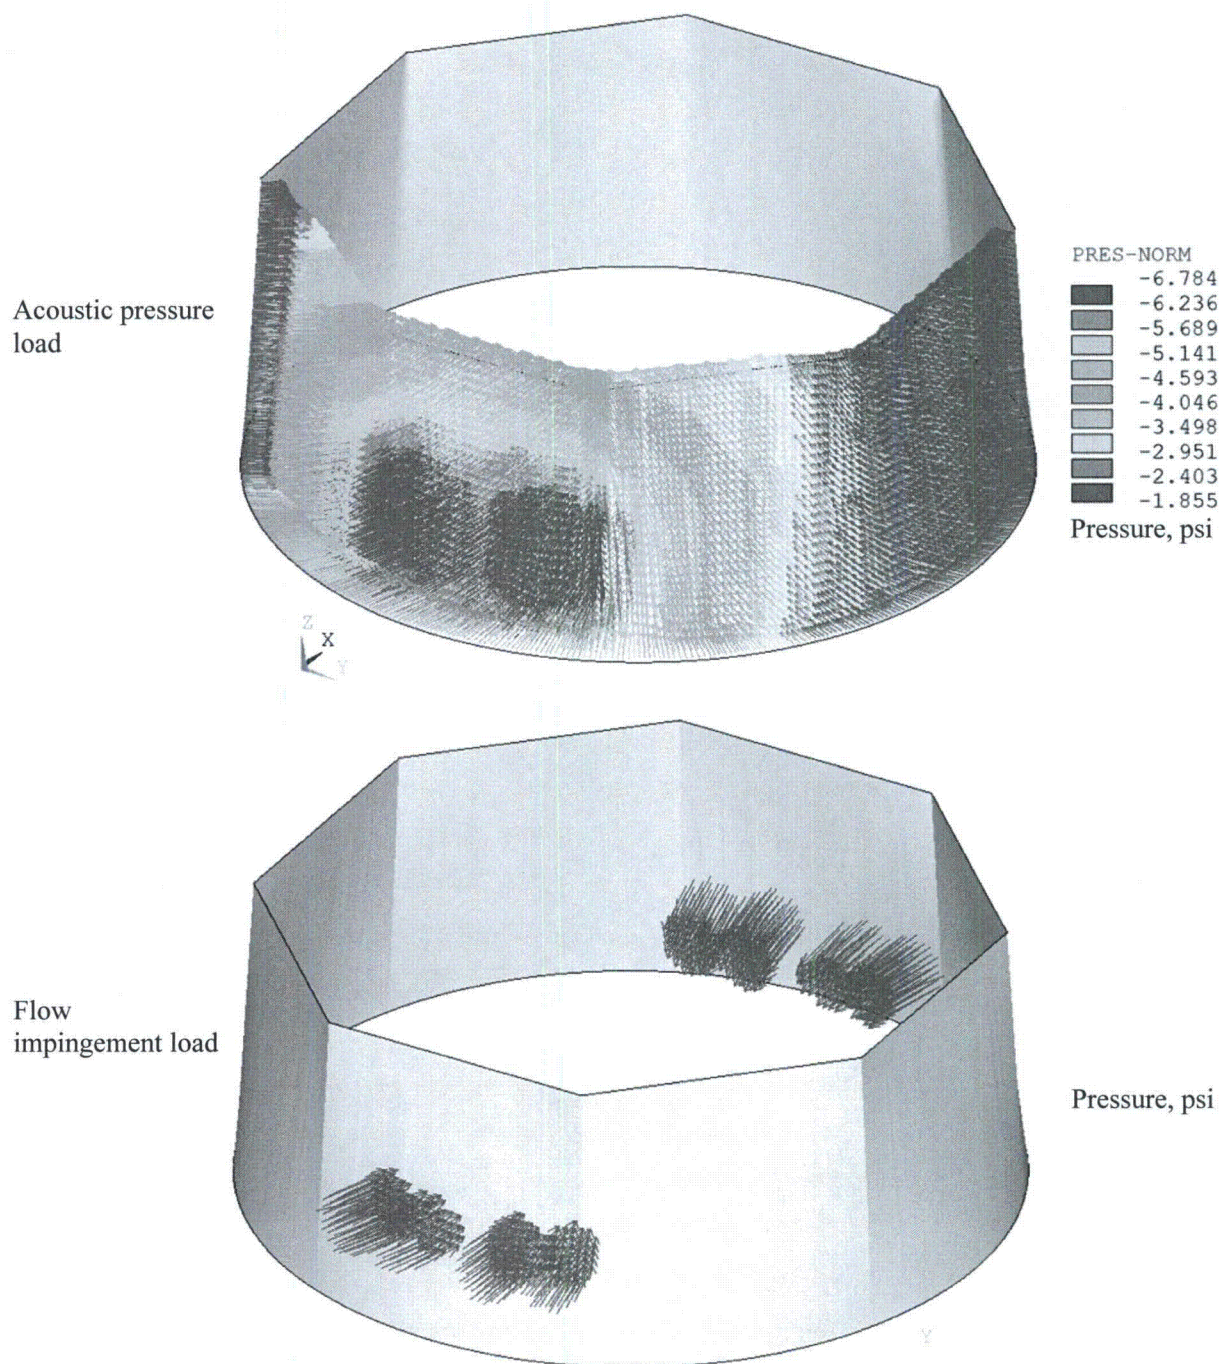 Acoustic pressure
load
PRES-NORM
-6.784
-6.236
-5.689
-5.141
-4.593
-4.046
-3.498
-2.951
-2.403
-1.855
Pressure, psi
Z
X
Y
Flow
impingement load
Pressure, psi
Y